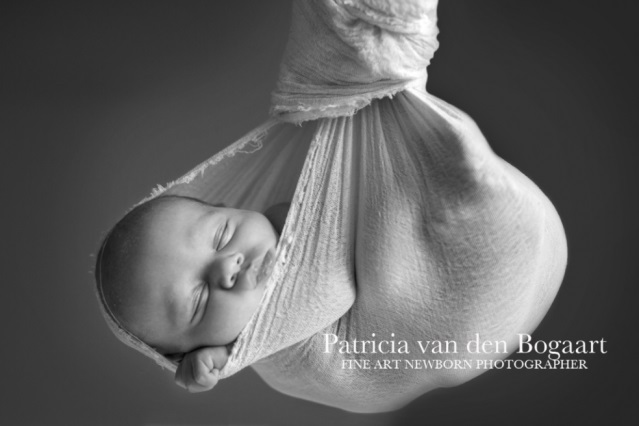 Patricia van den Bogaart
FINE ART NEWBORN PHOTOGRAPHER